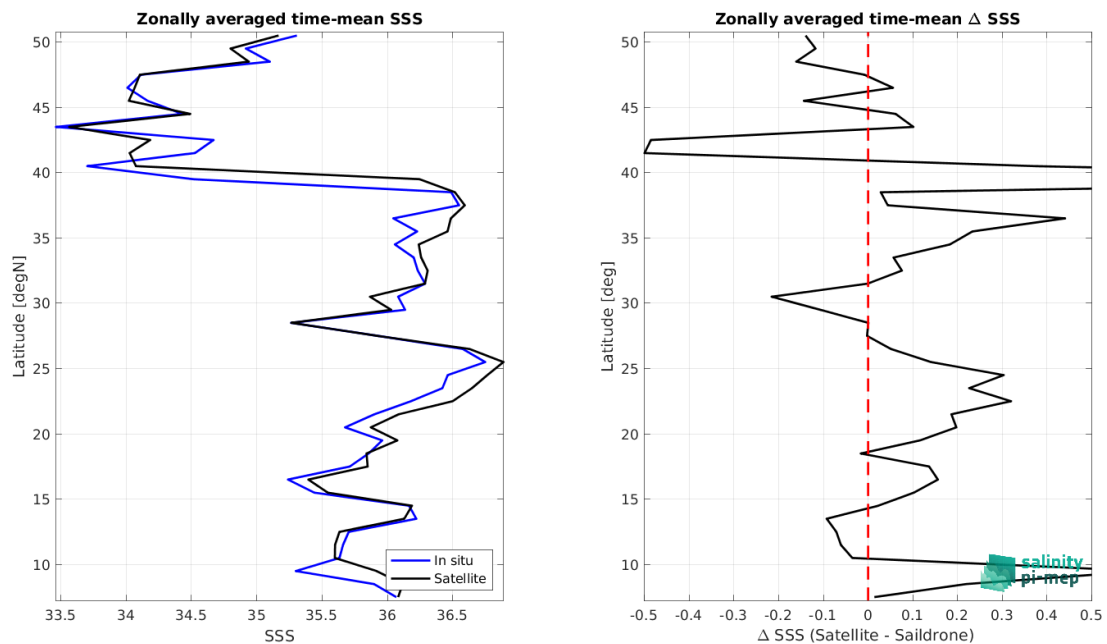 Zonally averaged time-mean SSS
50
45
40
35
30
25
20
15
10
33.5 34 34.5 35 35.5 36 36.5
Latitude [degN]
SSS
In situ
Satellite
Zonally averaged time-mean Δ SSS
50
45
40
35
30
25
20
15
10
-0.5 -0.4 -0.3 -0.2 -0.1 0 0.1 0.2 0.3 0.4 0.5
Latitude [deg]
Δ SSS (Satellite - Saildrone)
salinity
pi-mep